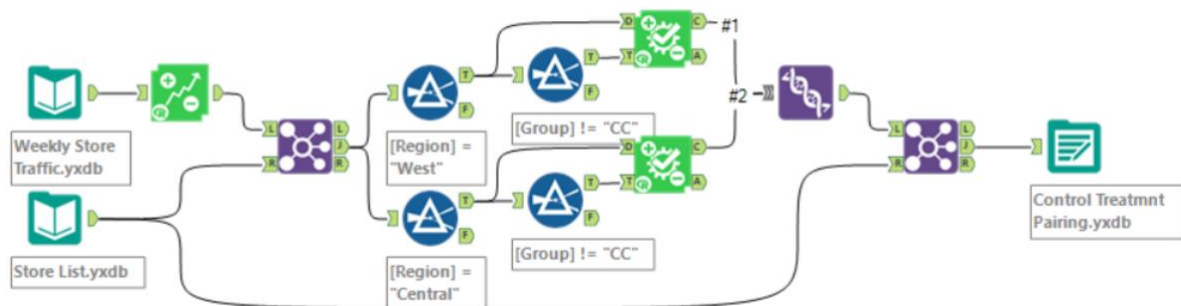 Weekly Store
Traffic.yxdb
Store List.yxdb
L
R
L
J
R
[Region] =
"West"
T
F
[Region] =
"Central"
T
F
[Group] != "CC"
T
F
[Group] != "CC"
T
F
D
T
C
A
D
T
C
A
#1
#2
L
R
L
J
R
Control Treatmnt
Pairing.yxdb